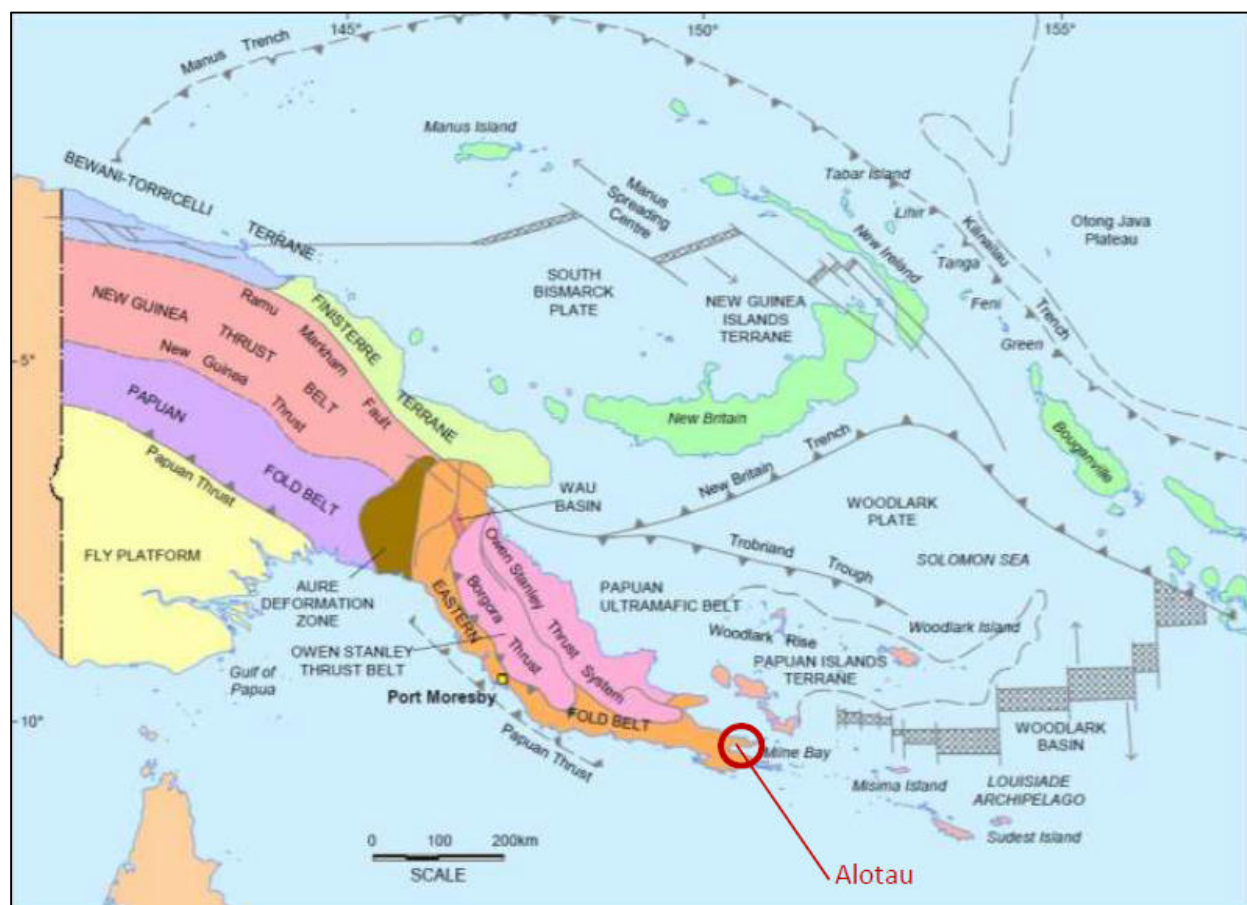 145°
150°
155°
Manus Trench
Manus Island
BEWANI-TORRICELLI
TERRANE
Manus
Spreading
Centre
Tabar Island
Lihir
Kilinailau
Trench
Otong Java
Plateau
New Ireland
Tanga
Feni
Green
SOUTH
BISMARCK
PLATE
NEW GUINEA
ISLANDS
TERRANE
NEW GUINEA
THRUST
BELT
Ramu
Markham
Fault
FINISTERRE
TERRANE
5°
New Guinea
Thrust
PAPUAN
FOLD BELT
Papuan Thrust
New Britain
New Britain Trench
Bouganville
WAU
BASIN
WOODLARK
PLATE
SOLOMON SEA
FLY PLATFORM
AURE
DEFORMATION
ZONE
Owen Stanley
Thrust
System
Borgora
Thrust
EASTERN
FOLD BELT
Trobriand
Trough
PAPUAN
ULTRAMAFIC BELT
Woodlark Rise
Woodlark Island
OWEN STANLEY
THRUST BELT
PAPUAN ISLANDS
TERRANE
Gulf of
Papua
Port Moresby
10°
Papuan Thrust
Milne Bay
WOODLARK
BASIN
Misima Island
LOUISIADE
ARCHIPELAGO
Sudest Island
0 100 200km
SCALE
Alotau